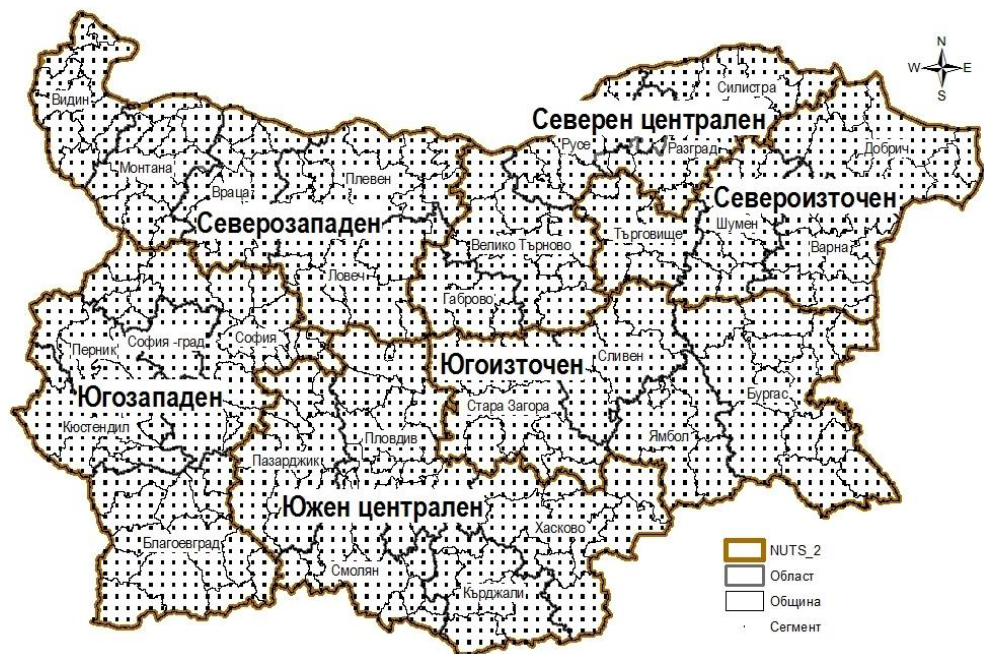 N
W E
S
Видин
Силистра
Северен централен
Русе
Разград
Добрич
Монтана
Враца
Плевен
Североизточен
Северозападен
Шумен
Велико Търново
Търговище
Варна
Ловеч
Габрово
София -град
София
Перник
Сливен
Югоизточен
Югозападен
Бургас
Стара Загора
Кюстендил
Пловдив
Ямбол
Пазарджик
Южен централен
Хасково
Благоевград
Смолян
Кърджали
NUTS_2
Област
Община
Сегмент